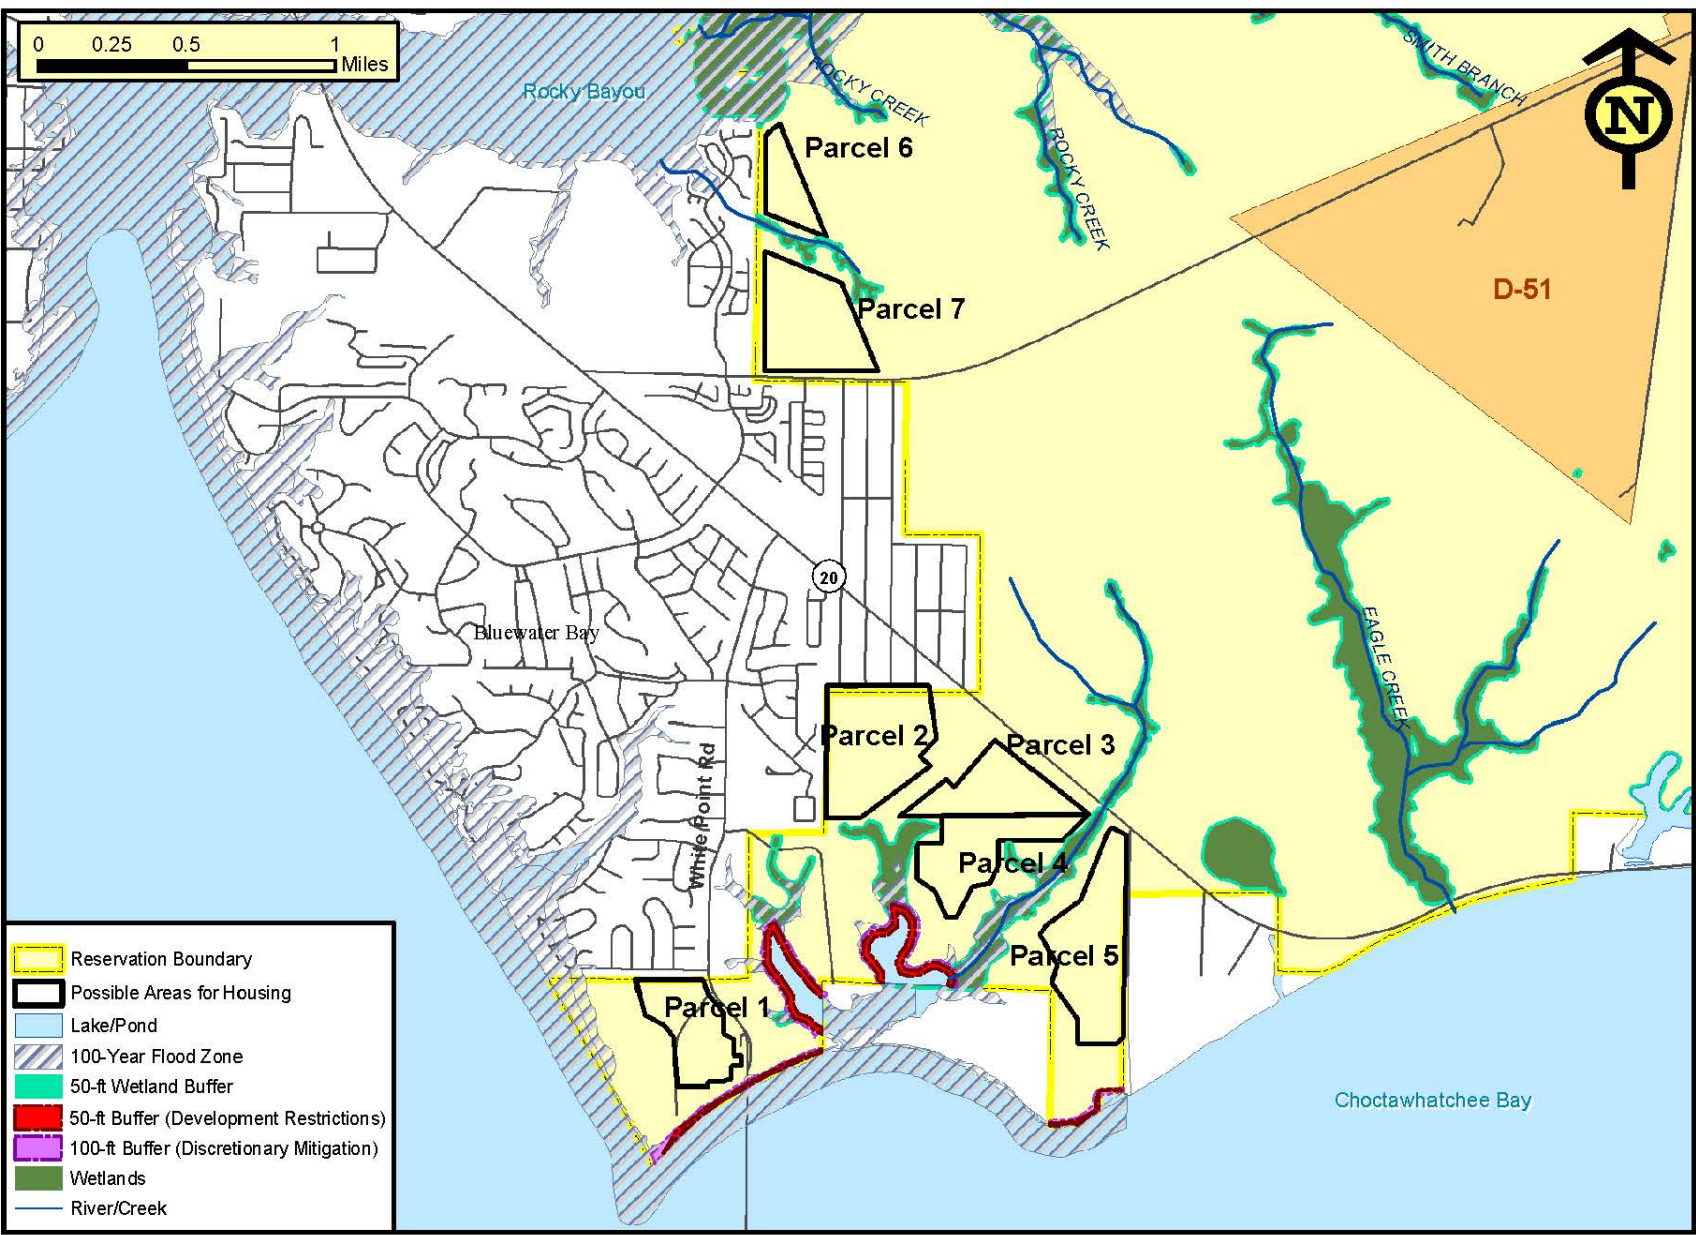 0 0.25 0.5 1
Miles
Rocky Bayou
ROCKY CREEK
ROCKY CREEK
SMITH BRANCH
N
Parcel 6
Parcel 7
D-51
20
Bluewater Bay
EAGLE CREEK
Parcel 2
Parcel 3
White Point Rd
Parcel 4
Parcel 5
Parcel 1
Choctawhatchee Bay
Reservation Boundary
Possible Areas for Housing
Lake/Pond
100-Year Flood Zone
50-ft Wetland Buffer
50-ft Buffer (Development Restrictions)
100-ft Buffer (Discretionary Mitigation)
Wetlands
River/Creek